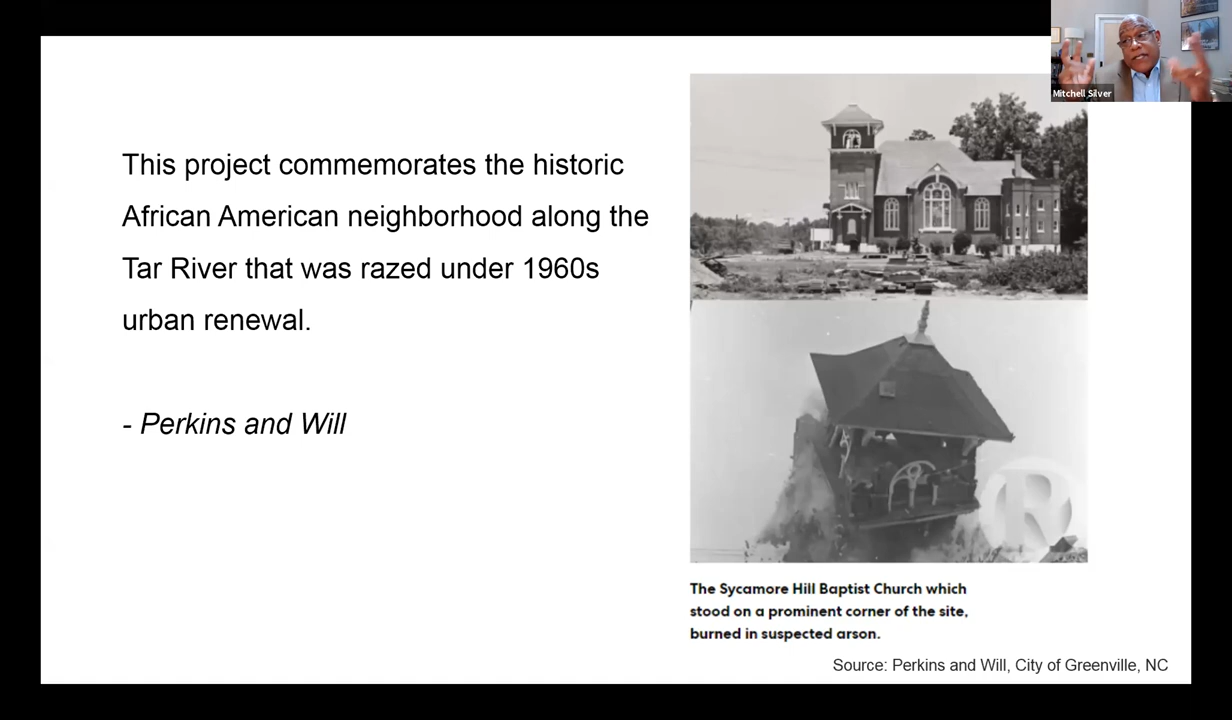 Mitchell Silver
This project commemorates the historic
African American neighborhood along the
Tar River that was razed under 1960s
urban renewal.
- Perkins and Will
R
The Sycamore Hill Baptist Church which
stood on a prominent corner of the site,
burned in suspected arson.
Source: Perkins and Will, City of Greenville, NC